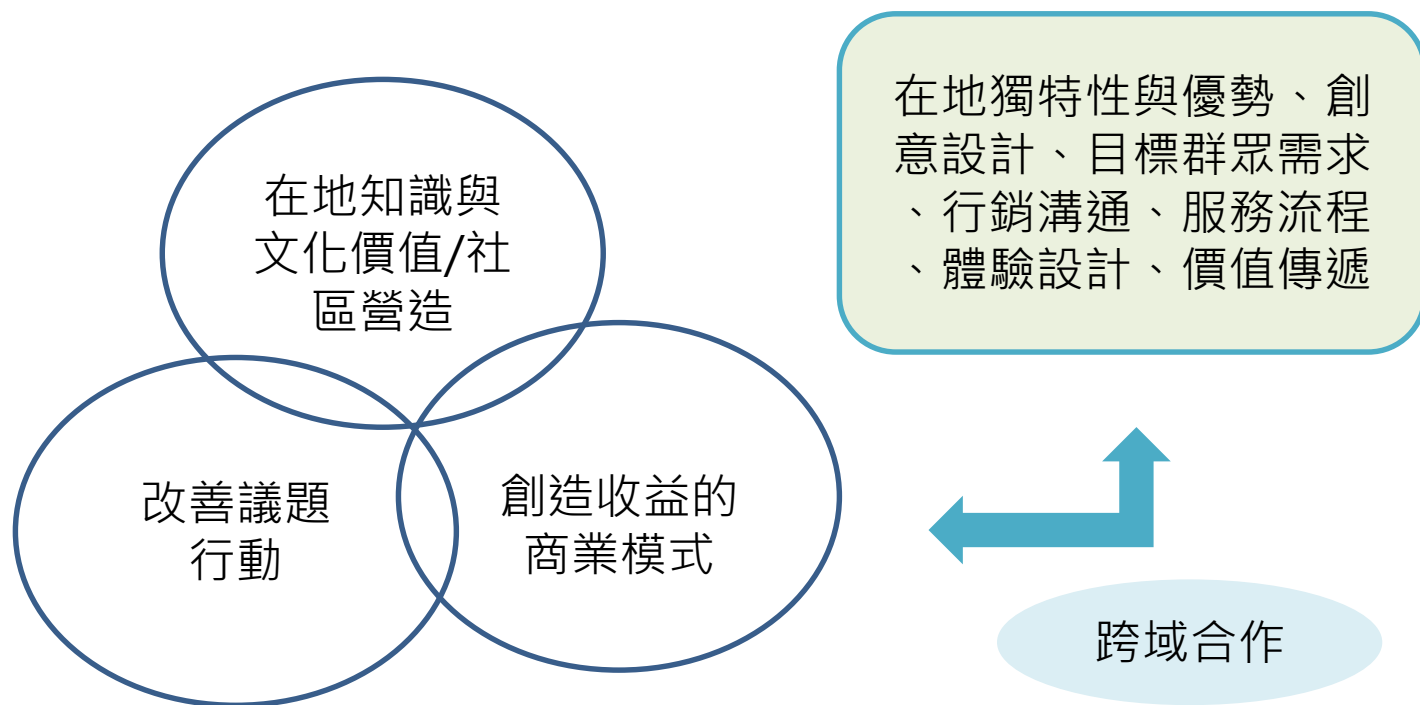 在地知識與
文化價值/社
區營造
改善議題
行動
創造收益的
商業模式
在地獨特性與優勢、創
意設計、目標群眾需求
、行銷溝通、服務流程
、體驗設計、價值傳遞
跨域合作